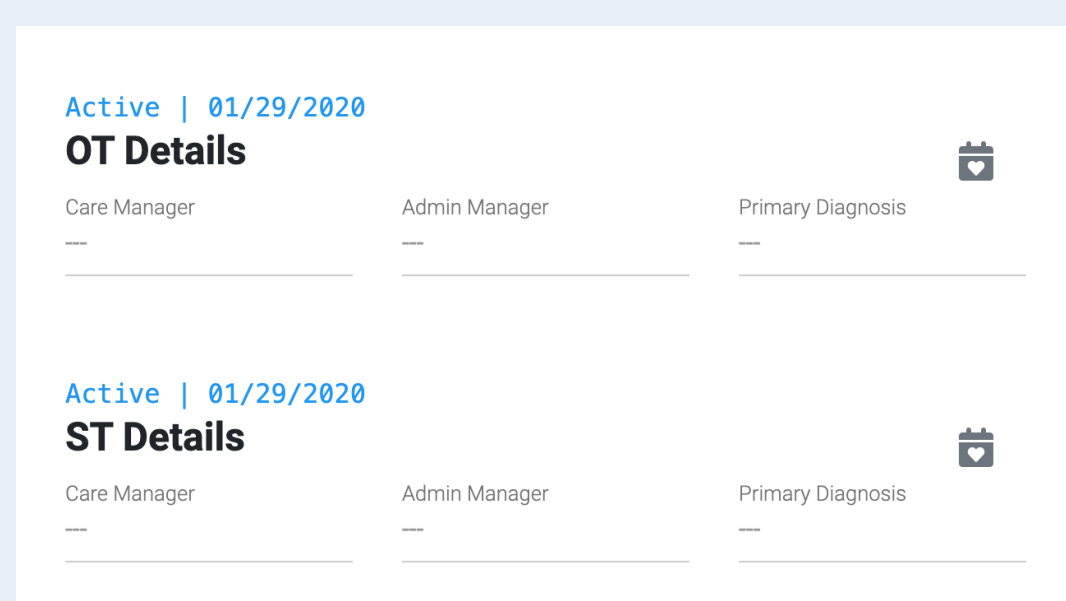 Active | 01/29/2020
OT Details
Care Manager Admin Manager Primary Diagnosis
--- --- ---
Active | 01/29/2020
ST Details
Care Manager Admin Manager Primary Diagnosis
--- --- ---